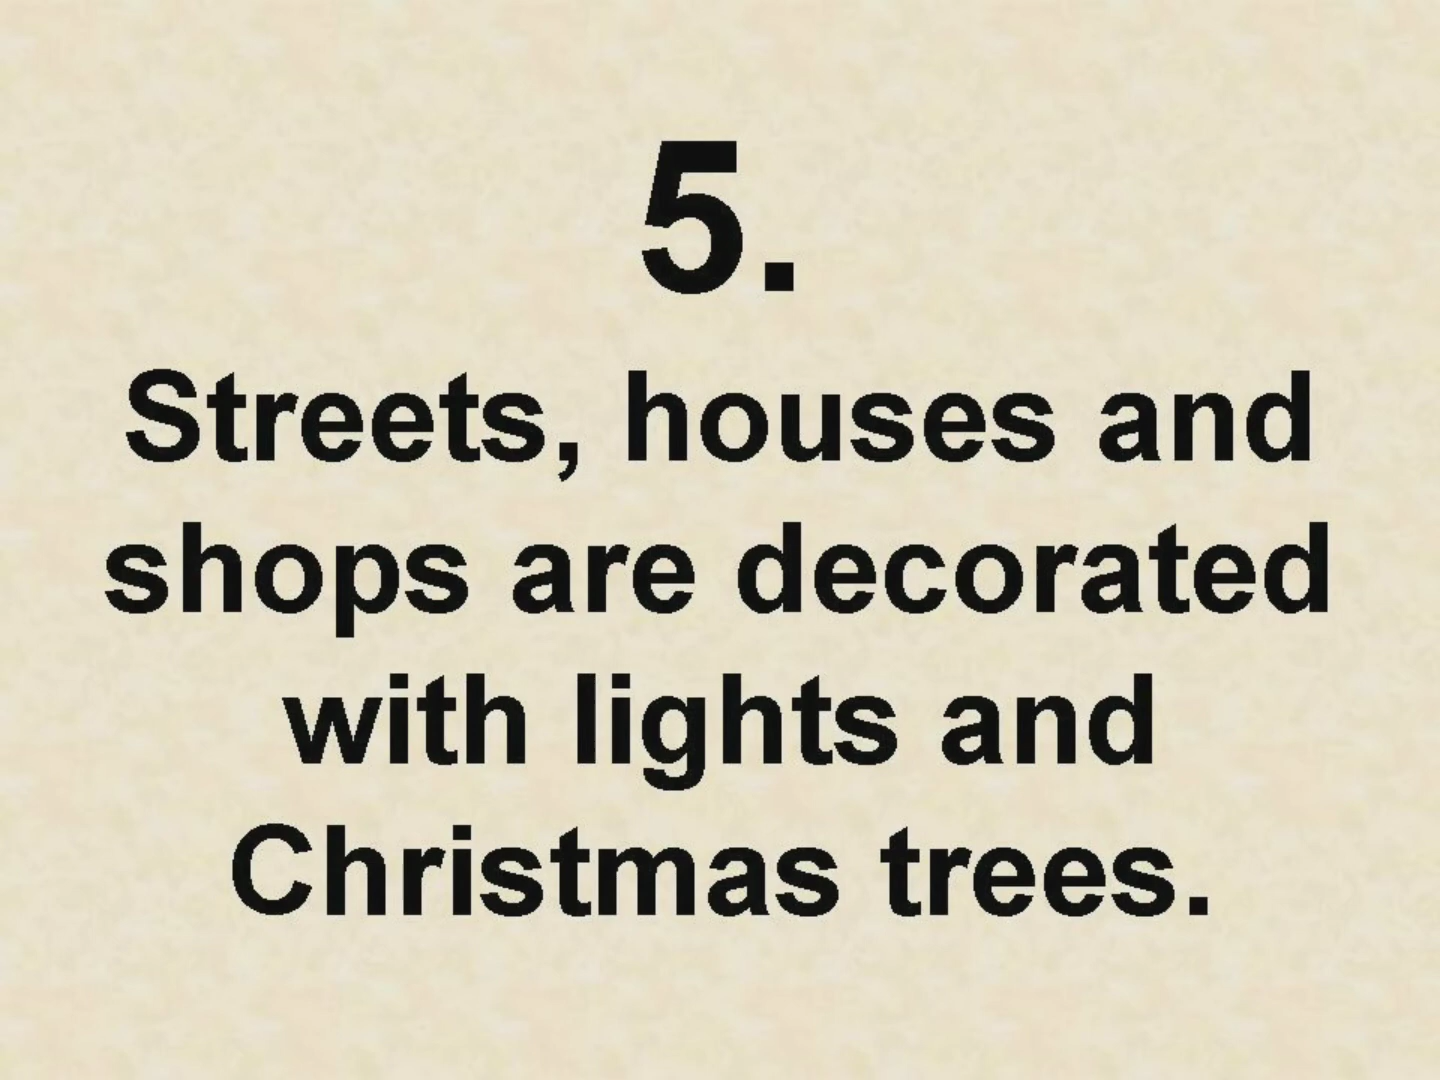 5.
Streets, houses and
shops are decorated
with lights and
Christmas trees.